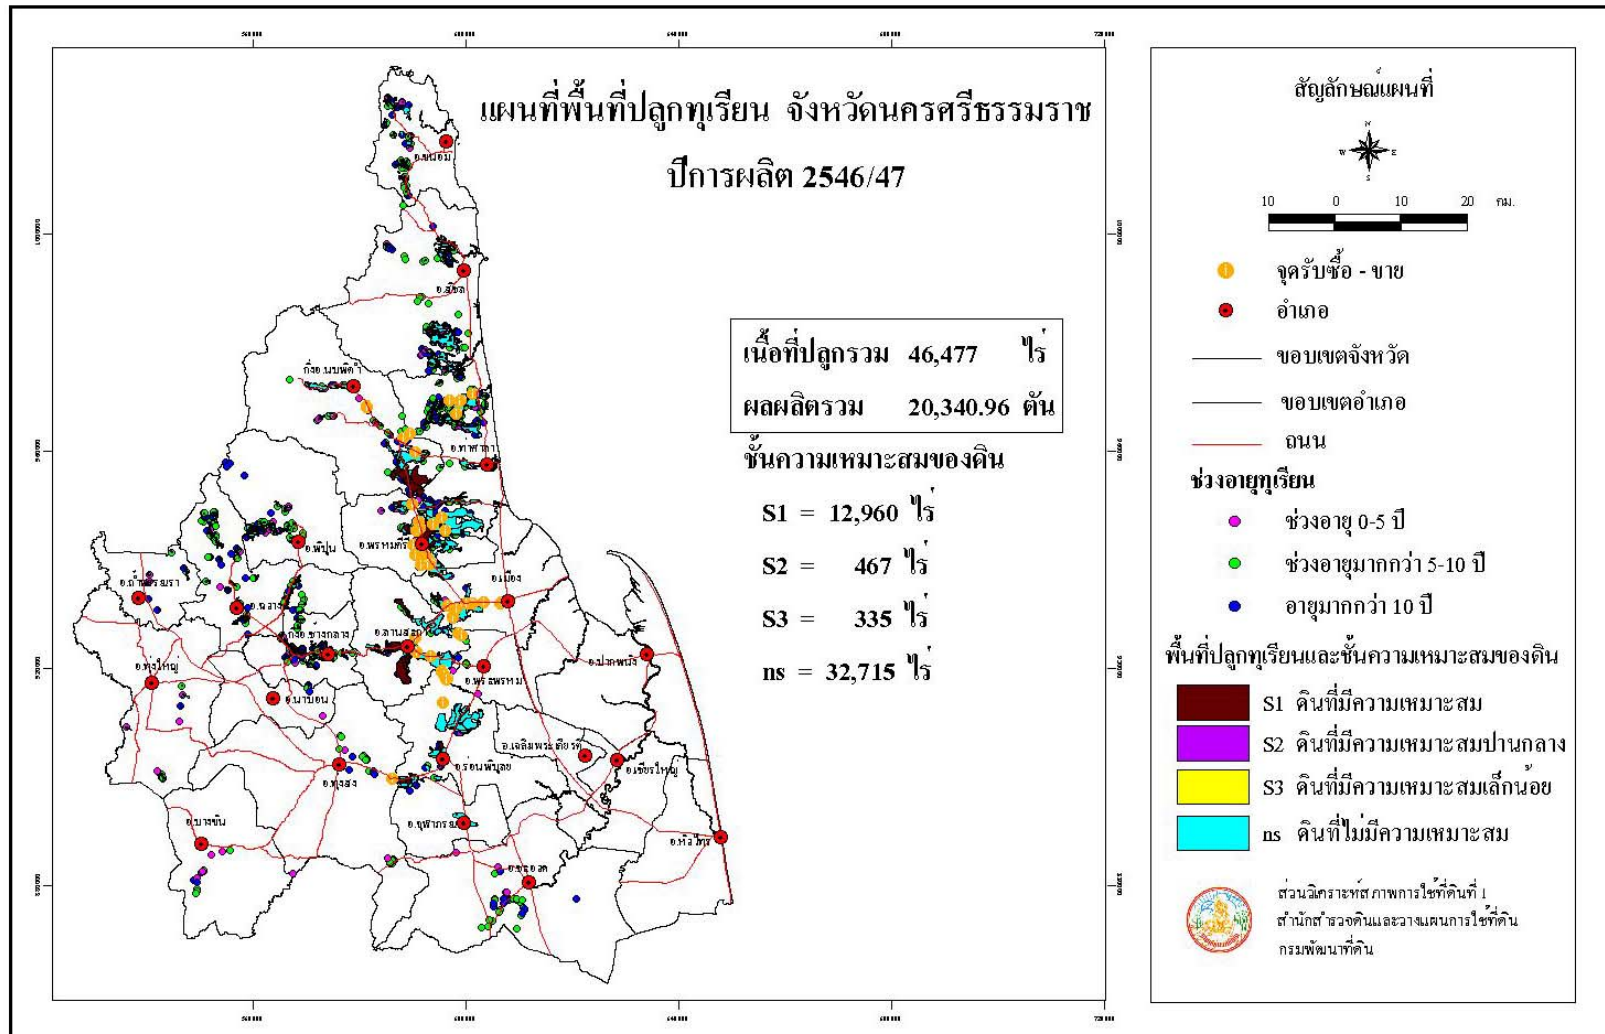 แผนที่พื้นที่ปลูกทุเรียน จังหวัดนครศรีธรรมราช
ปีการผลิต 2546/47
เนื้อที่ปลูกรวม 46,477 ไร่
ผลผลิตรวม 20,340.96 ตัน
ชั้นความเหมาะสมของดิน
S1 = 12,960 ไร่
S2 = 467 ไร่
S3 = 335 ไร่
ns = 32,715 ไร่
อ.ขนอม
อ.สิชล
กิ่งอ.นบพิตำ
อ.ท่าศาลา
อ.พิปูน
อ.พรหมคีรี
อ.เมือง
อ.ถ้ำพรรณรา
อ.ฉวาง
กิ่งอ.ช้างกลาง
อ.ลานสกา
อ.ปากพนัง
อ.ทุ่งใหญ่
อ.พระพรหม
อ.นาบอน
อ.เฉลิมพระเกียรติ
อ.เชียรใหญ่
อ.ร่อนพิบูลย์
อ.ทุ่งสง
อ.บางขัน
อ.จุฬาภรณ์
อ.หัวไทร
อ.ชะอวด
สัญลักษณ์แผนที่
N
W E
S
10 0 10 20 กม.
จุดรับซื้อ - ขาย
อำเภอ
ขอบเขตจังหวัด
ขอบเขตอำเภอ
ถนน
ช่วงอายุทุเรียน
ช่วงอายุ 0-5 ปี
ช่วงอายุมากกว่า 5-10 ปี
อายุมากกว่า 10 ปี
พื้นที่ปลูกทุเรียนและชั้นความเหมาะสมของดิน
S1 ดินที่มีความเหมาะสม
S2 ดินที่มีความเหมาะสมปานกลาง
S3 ดินที่มีความเหมาะสมเล็กน้อย
ns ดินที่ไม่มีความเหมาะสม
ส่วนวิเคราะห์สภาพการใช้ที่ดินที่ 1
สำนักสำรวจดินและวางแผนการใช้ที่ดิน
กรมพัฒนาที่ดิน